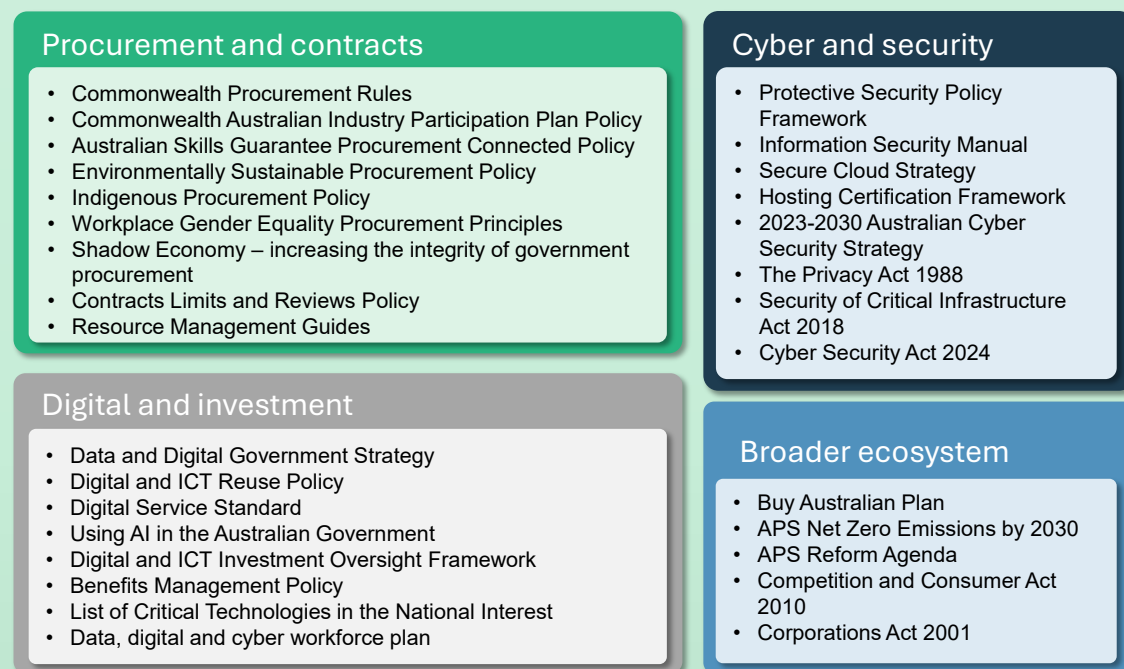 Procurement and contracts
• Commonwealth Procurement Rules
• Commonwealth Australian Industry Participation Plan Policy
• Australian Skills Guarantee Procurement Connected Policy
• Environmentally Sustainable Procurement Policy
• Indigenous Procurement Policy
• Workplace Gender Equality Procurement Principles
• Shadow Economy – increasing the integrity of government
procurement
• Contracts Limits and Reviews Policy
• Resource Management Guides
Cyber and security
• Protective Security Policy
Framework
• Information Security Manual
• Secure Cloud Strategy
• Hosting Certification Framework
• 2023-2030 Australian Cyber
Security Strategy
• The Privacy Act 1988
• Security of Critical Infrastructure
Act 2018
• Cyber Security Act 2024
Digital and investment
• Data and Digital Government Strategy
• Digital and ICT Reuse Policy
• Digital Service Standard
• Using AI in the Australian Government
• Digital and ICT Investment Oversight Framework
• Benefits Management Policy
• List of Critical Technologies in the National Interest
• Data, digital and cyber workforce plan
Broader ecosystem
• Buy Australian Plan
• APS Net Zero Emissions by 2030
• APS Reform Agenda
• Competition and Consumer Act
2010
• Corporations Act 2001